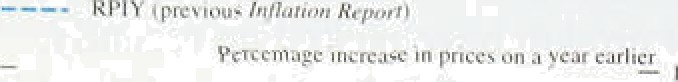 RPIY (previous Inflation Report)
Percentage increase in prices on a year earlier